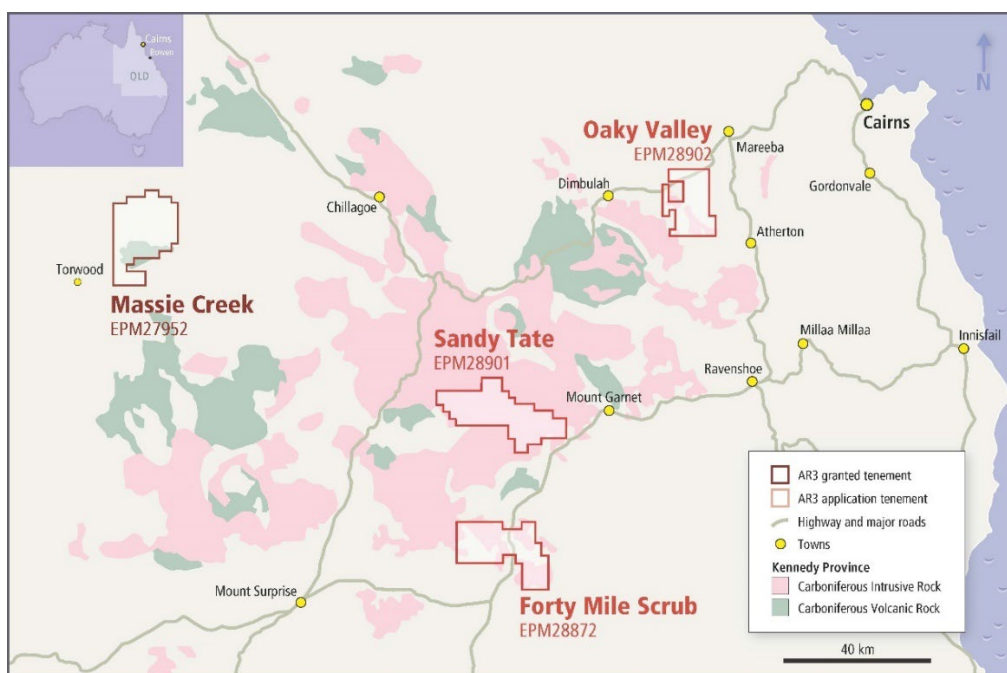 Cairns
Bowen
QLD
N
Oaky Valley
EPM28902
Cairns
Mareeba
Dimbulah
Gordonvale
Chillagoe
Atherton
Torwood
Massie Creek
EPM27952
Sandy Tate
EPM28901
Millaa Millaa
Innisfail
Ravenshoe
Mount Garnet
Mount Surprise
Forty Mile Scrub
EPM28872
AR3 granted tenement
AR3 application tenement
Highway and major roads
Towns
Kennedy Province
Carboniferous Intrusive Rock
Carboniferous Volcanic Rock
40 km